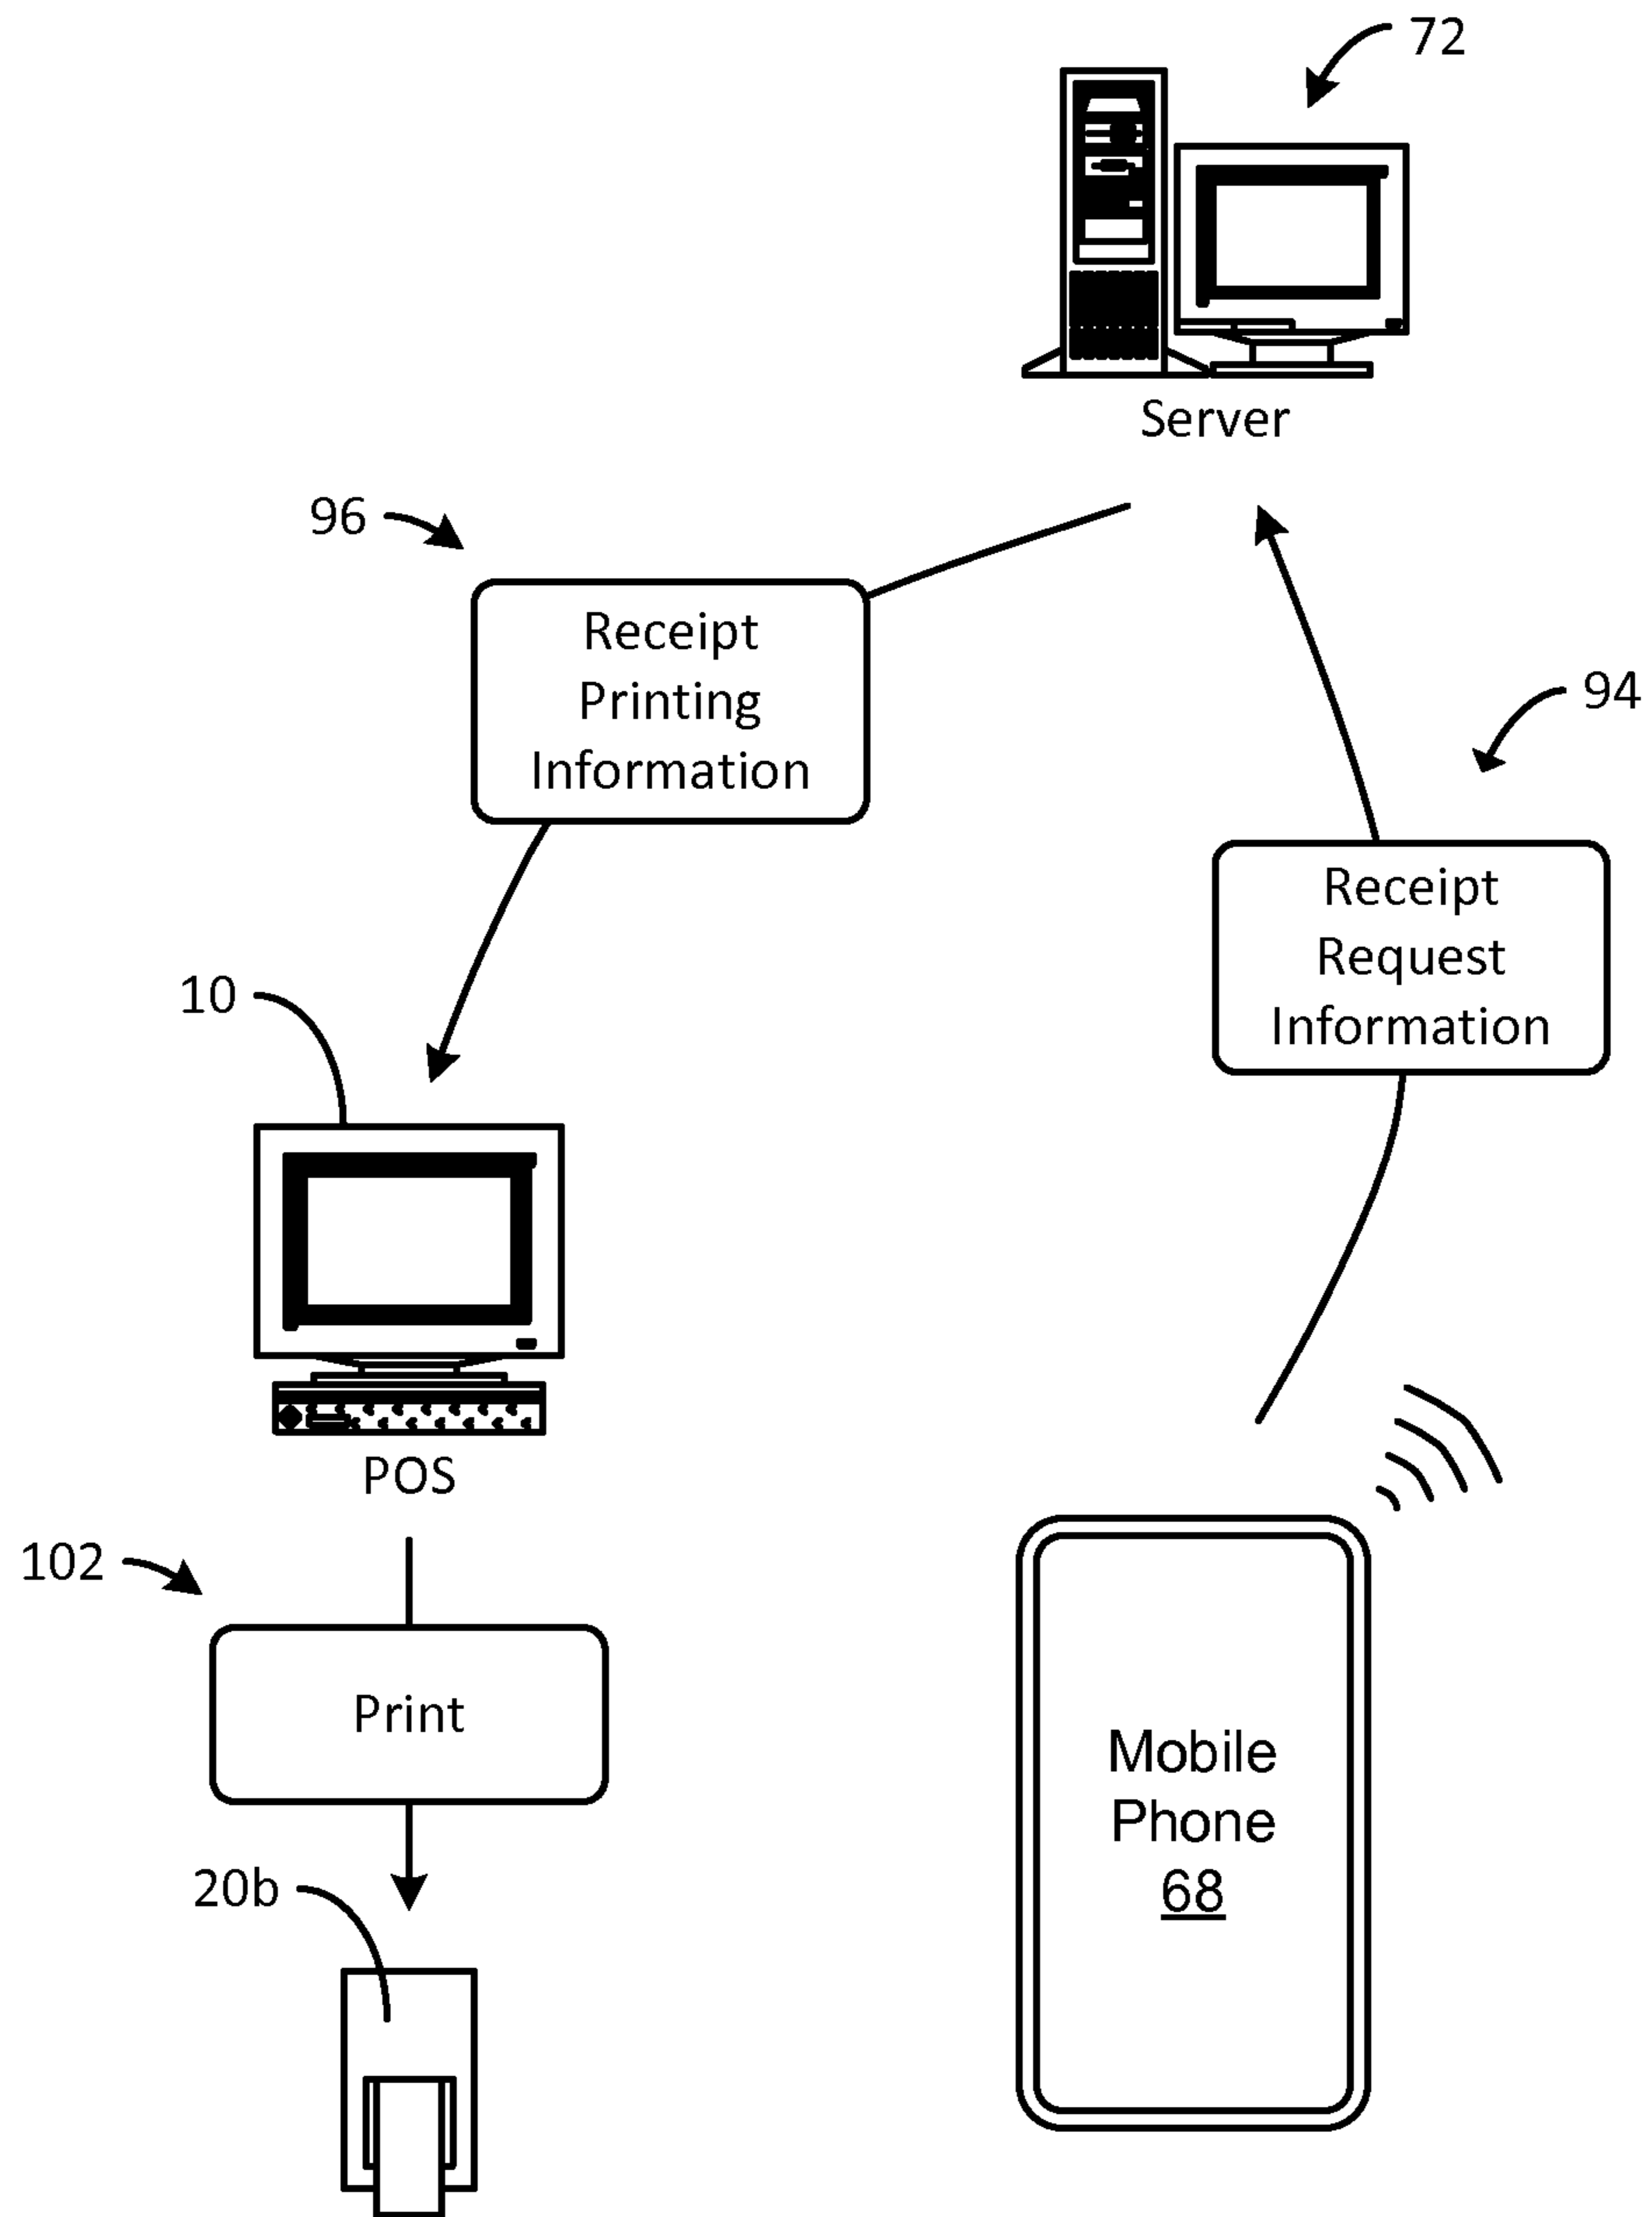 72
Server
96
Receipt
Printing
Information
94
Receipt
Request
Information
10
POS
102
Print
Mobile
Phone
68
20b